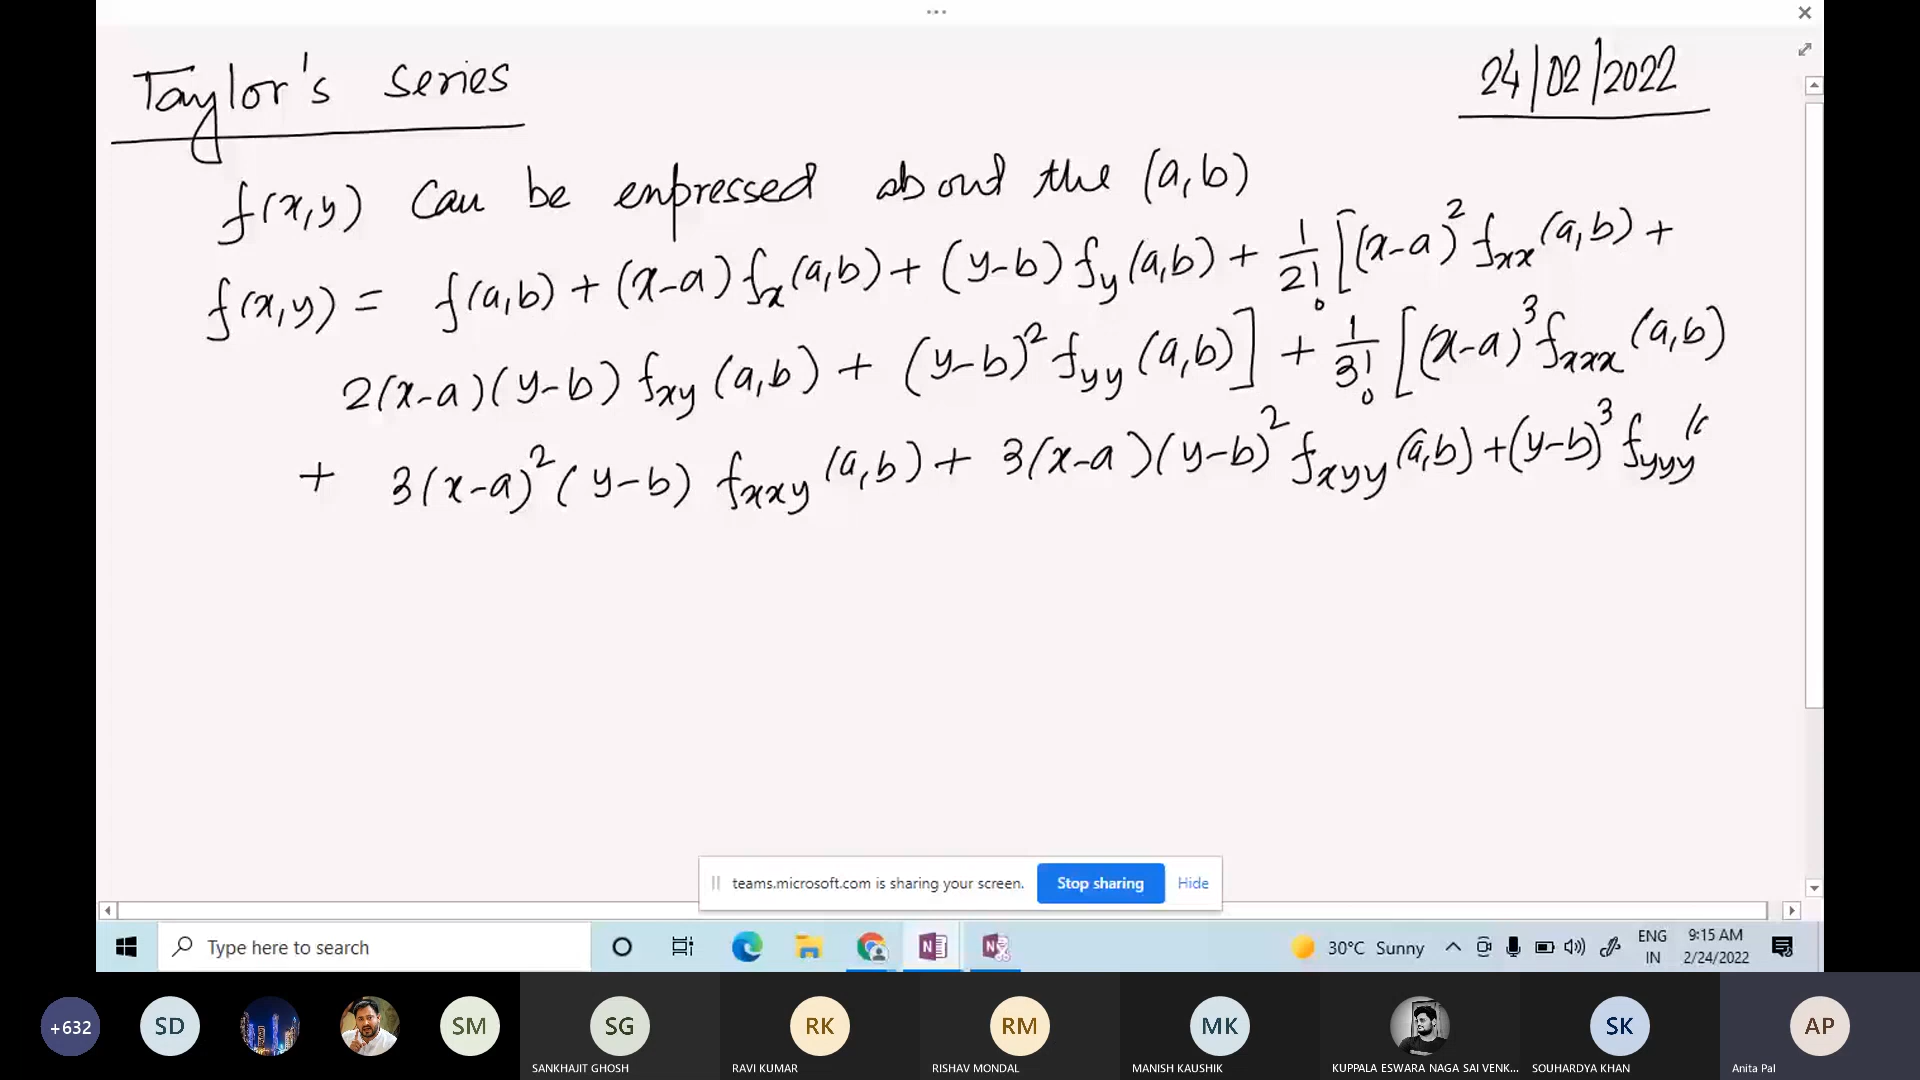 Taylor's series
24/02/2022
f(x,y) Can be expressed about the (a,b)
f(x,y) = f(a,b) + (x-a) fx(a,b) + (y-b) fy(a,b) + 1/2! [(x-a)² fxx(a,b) +
2(x-a)(y-b) fxy(a,b) + (y-b)² fyy(a,b)] + 1/3! [(x-a)³ fxxx(a,b)
+ 3(x-a)²(y-b) fxxy(a,b) + 3(x-a)(y-b)² fxyy(a,b) + (y-b)³ fyyy(
teams.microsoft.com is sharing your screen.
Stop sharing
Hide
Type here to search
30°C Sunny
ENG
IN
9:15 AM
2/24/2022
+632
SD
SM
SG
RK
RM
MK
SK
AP
SANKHAJIT GHOSH
RAVI KUMAR
RISHAV MONDAL
MANISH KAUSHIK
KUPPALA ESWARA NAGA SAI VENK...
SOUHARDYA KHAN
Anita Pal